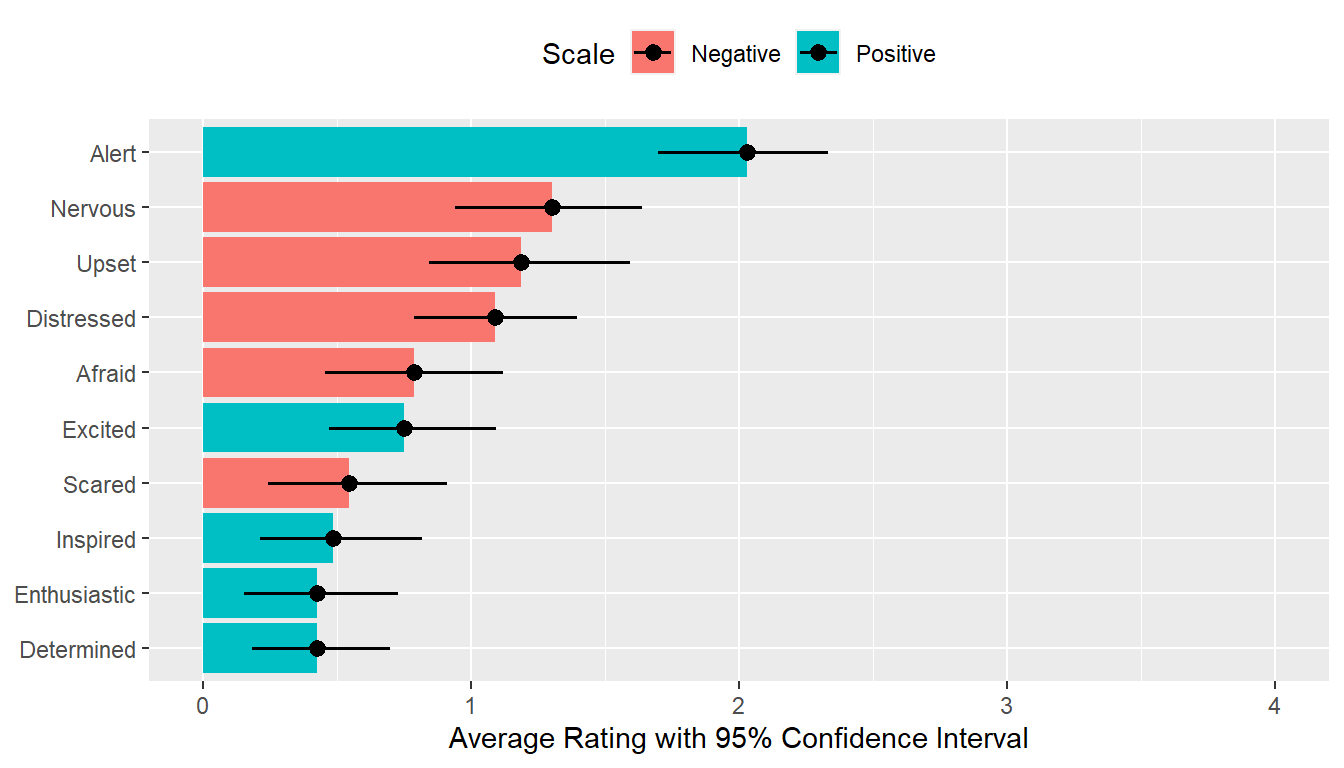 Scale Negative Positive
Alert
Nervous
Upset
Distressed
Afraid
Excited
Scared
Inspired
Enthusiastic
Determined
0 1 2 3 4
Average Rating with 95% Confidence Interval